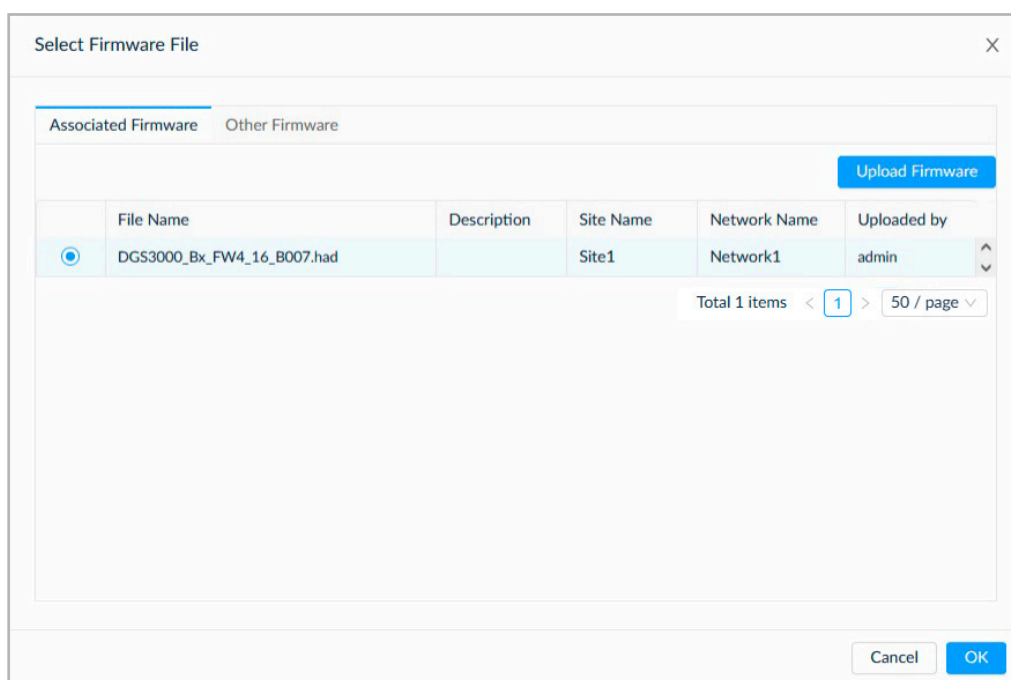 Select Firmware File
Associated Firmware Other Firmware
Upload Firmware
File Name Description Site Name Network Name Uploaded by
DGS3000_Bx_FW4_16_B007.had Site1 Network1 admin
Total 1 items < 1 > 50 / page
Cancel OK